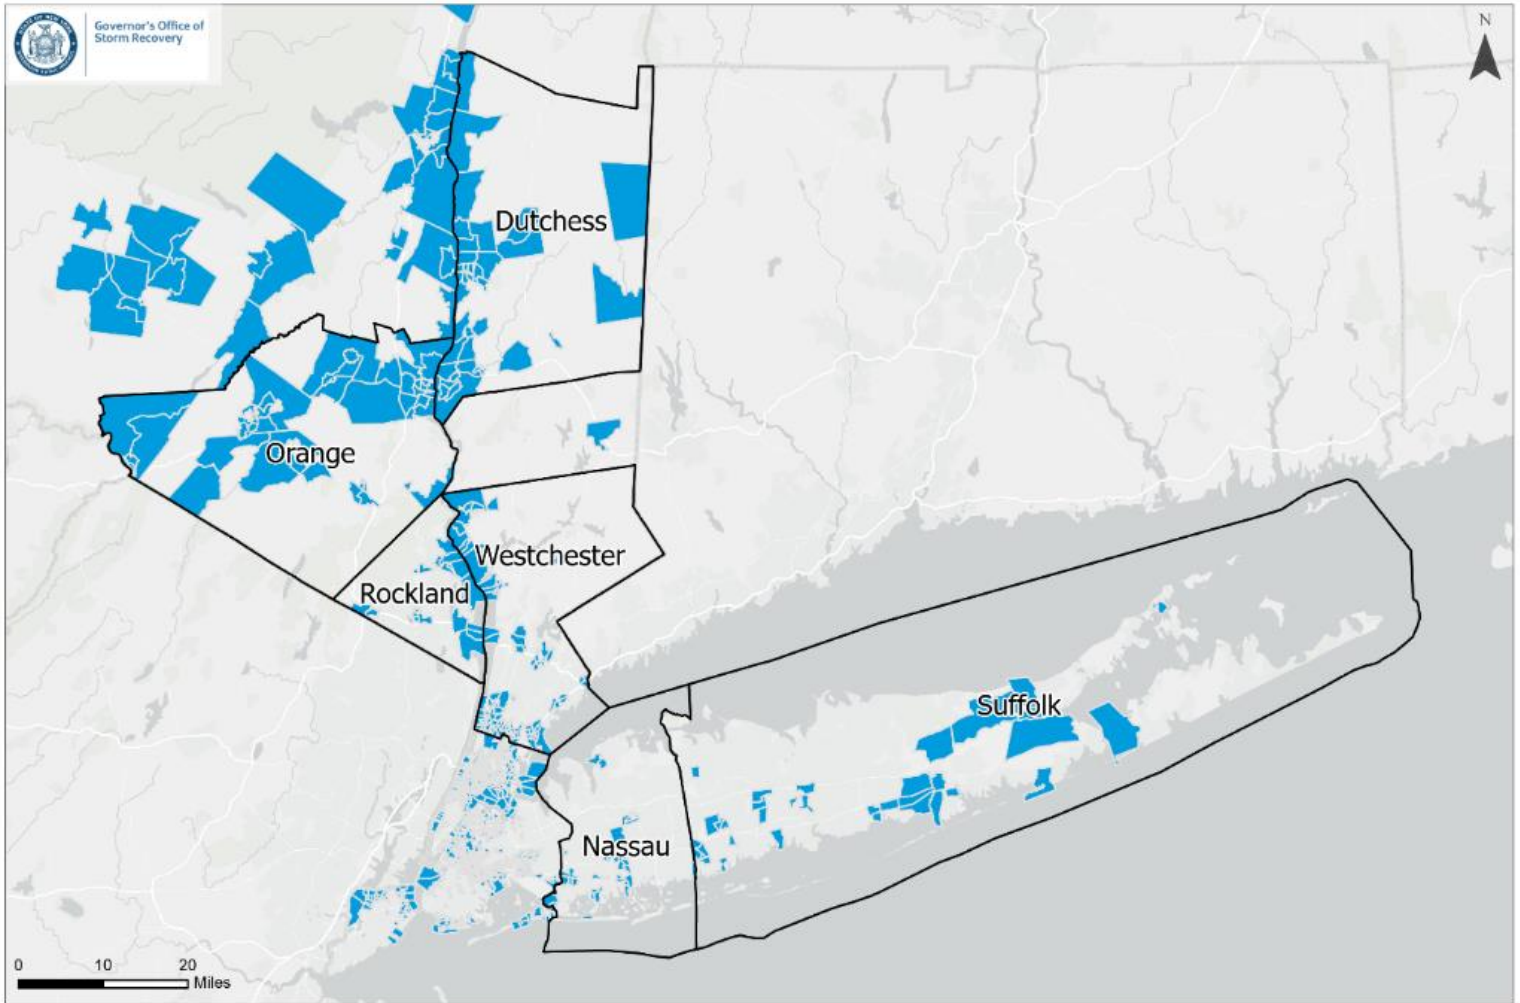 Governor's Office of
Storm Recovery
N
Dutchess
Orange
Westchester
Rockland
Suffolk
Nassau
0 10 20
Miles